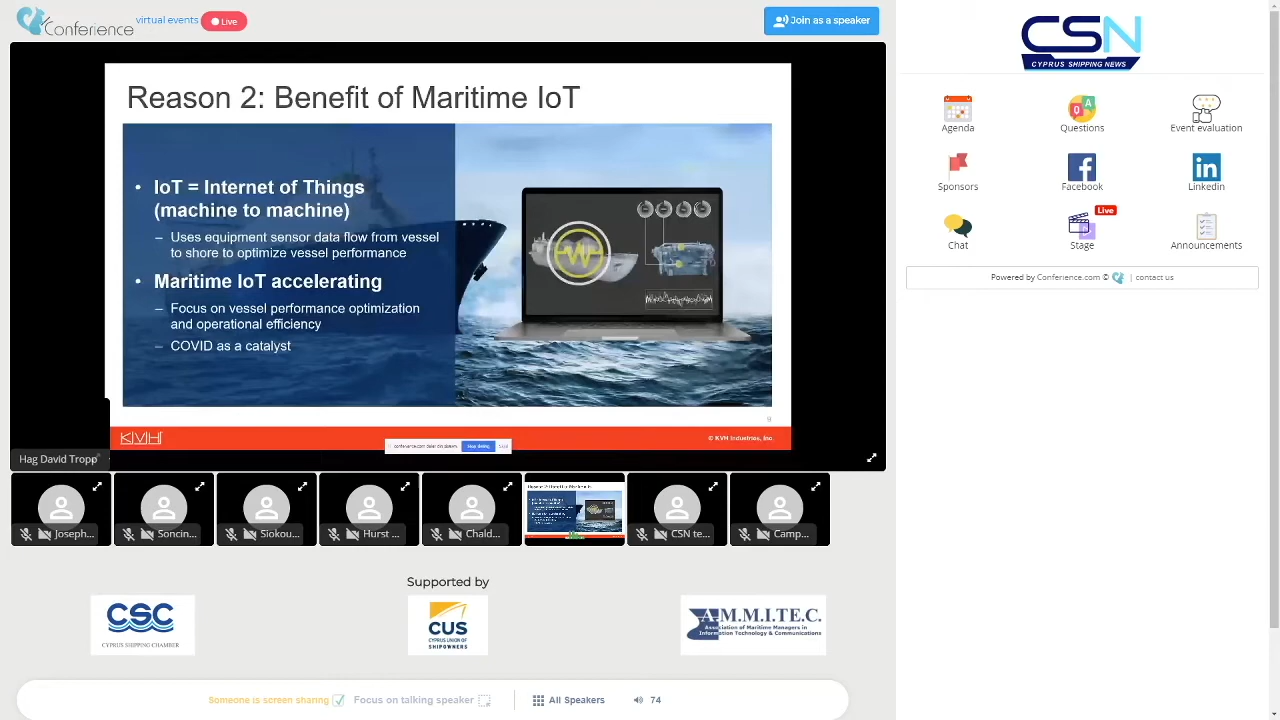 Conference
virtual events
Live
Join as a speaker
Reason 2: Benefit of Maritime IoT
• IoT = Internet of Things
(machine to machine)
– Uses equipment sensor data flow from vessel
to shore to optimize vessel performance
• Maritime IoT accelerating
– Focus on vessel performance optimization
and operational efficiency
– COVID as a catalyst
9
KVH
© KVH Industries, Inc.
Hag David Tropp
Joseph...
Soncin...
Siokou...
Hurst ...
Chald...
CSN te...
Camp...
Supported by
CSC
CYPRUS SHIPPING CHAMBER
CUS
CYPRUS UNION OF
SHIPOWNERS
A.M.M.I.T.E.C.
Association of Maritime Managers in
Information Technology & Communications
Someone is screen sharing
Focus on talking speaker
All Speakers
74
CSN
CYPRUS SHIPPING NEWS
Agenda
Q A
Questions
Event evaluation
Sponsors
Facebook
in
Linkedin
Chat
Live
Stage
Announcements
Powered by Conference.com © | contact us